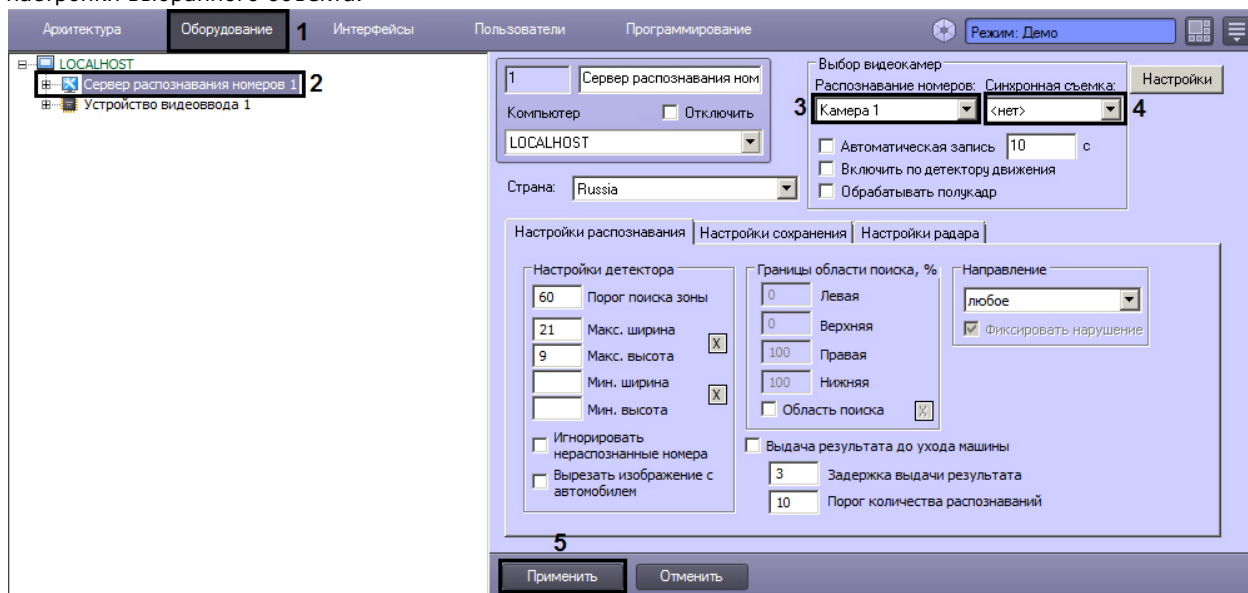 настройки выбранного объекта.
Архитектура Оборудование 1 Интерфейсы Пользователи Программирование Режим: Демо
LOCALHOST
Сервер распознавания номеров 1 2
Устройство видеоввода 1
1 Сервер распознавания ном
Компьютер Отключить
LOCALHOST
Страна: Russia
Выбор видеокамер
Распознавание номеров: Синхронная съемка: Настройки
3 Камера 1 <нет> 4
Автоматическая запись 10 с
Включить по детектору движения
Обрабатывать полукадр
Настройки распознавания Настройки сохранения Настройки радара
Настройки детектора
60 Порог поиска зоны
21 Макс. ширина
X
9 Макс. высота
Мин. ширина
X
Мин. высота
Игнорировать
нераспознанные номера
Вырезать изображение с
автомобилем
Границы области поиска, %
0 Левая
0 Верхняя
100 Правая
100 Нижняя
Область поиска X
Направление
любое
Фиксировать нарушение
Выдача результата до ухода машины
3 Задержка выдачи результата
10 Порог количества распознаваний
5
Применить Отменить